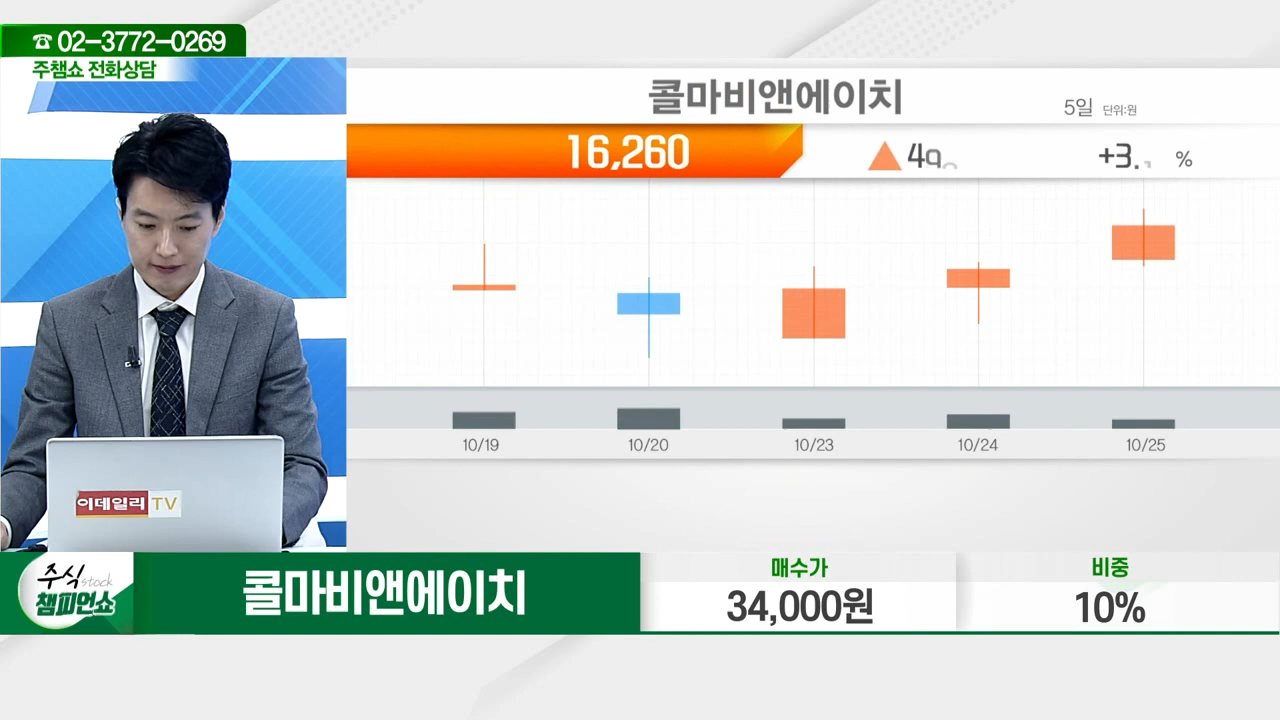 ☎ 02-3772-0269
주챔쇼 전화상담
콜마비앤에이치
5일 단위:원
16,260
▲ +3. %
10/19 10/20 10/23 10/24 10/25
이데일리 TV
주식 stock
챔피언쇼
콜마비앤에이치
매수가
34,000원
비중
10%